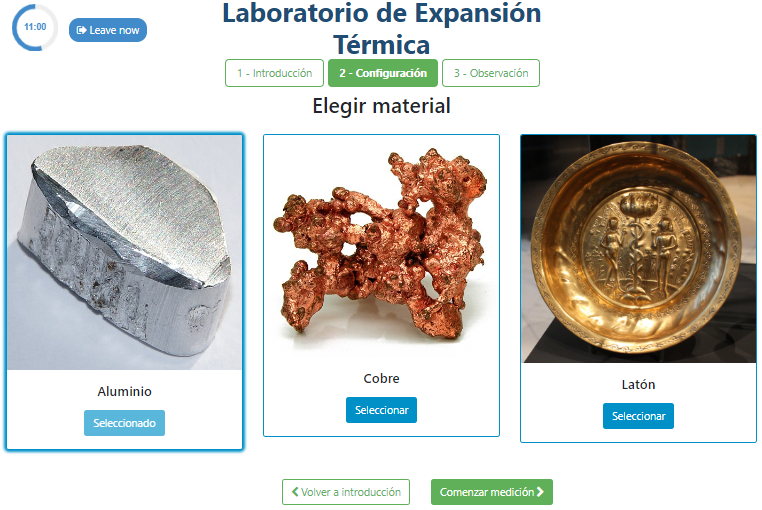 11:00
Leave now
Laboratorio de Expansión
Térmica
1 - Introducción
2 - Configuración
3 - Observación
Elegir material
Aluminio
Seleccionado
Cobre
Seleccionar
Latón
Seleccionar
Volver a introducción
Comenzar medición